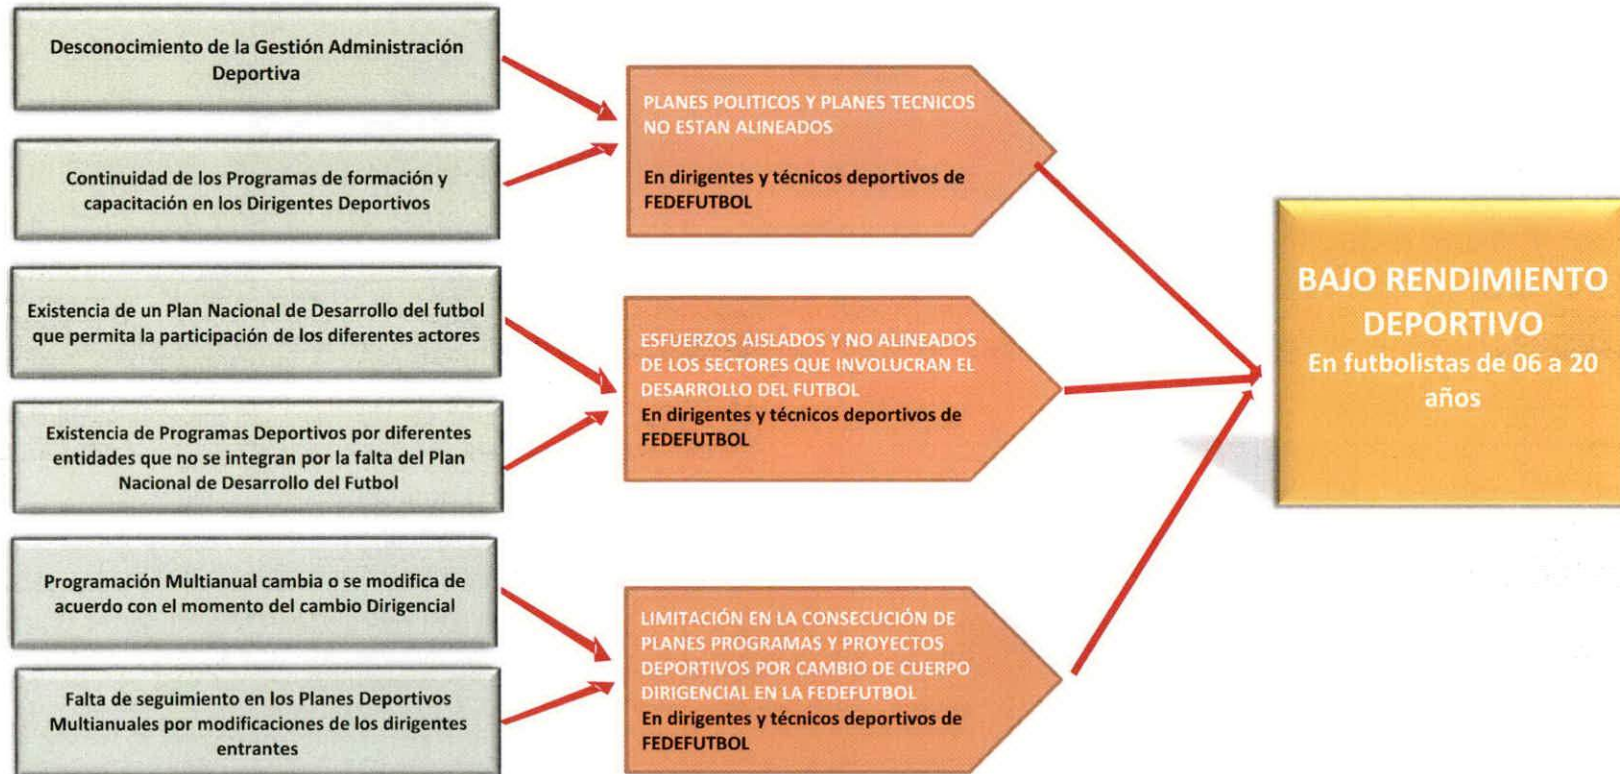 Desconocimiento de la Gestión Administración
Deportiva
Continuidad de los Programas de formación y
capacitación en los Dirigentes Deportivos
Existencia de un Plan Nacional de Desarrollo del futbol
que permita la participación de los diferentes actores
Existencia de Programas Deportivos por diferentes
entidades que no se integran por la falta del Plan
Nacional de Desarrollo del Futbol
Programación Multianual cambia o se modifica de
acuerdo con el momento del cambio Dirigencial
Falta de seguimiento en los Planes Deportivos
Multianuales por modificaciones de los dirigentes
entrantes
PLANES POLITICOS Y PLANES TECNICOS
NO ESTAN ALINEADOS
En dirigentes y técnicos deportivos de
FEDEFUTBOL
ESFUERZOS AISLADOS Y NO ALINEADOS
DE LOS SECTORES QUE INVOLUCRAN EL
DESARROLLO DEL FUTBOL
En dirigentes y técnicos deportivos de
FEDEFUTBOL
LIMITACIÓN EN LA CONSECUCIÓN DE
PLANES PROGRAMAS Y PROYECTOS
DEPORTIVOS POR CAMBIO DE CUERPO
DIRIGENCIAL EN LA FEDEFUTBOL
En dirigentes y técnicos deportivos de
FEDEFUTBOL
BAJO RENDIMIENTO
DEPORTIVO
En futbolistas de 06 a 20
años